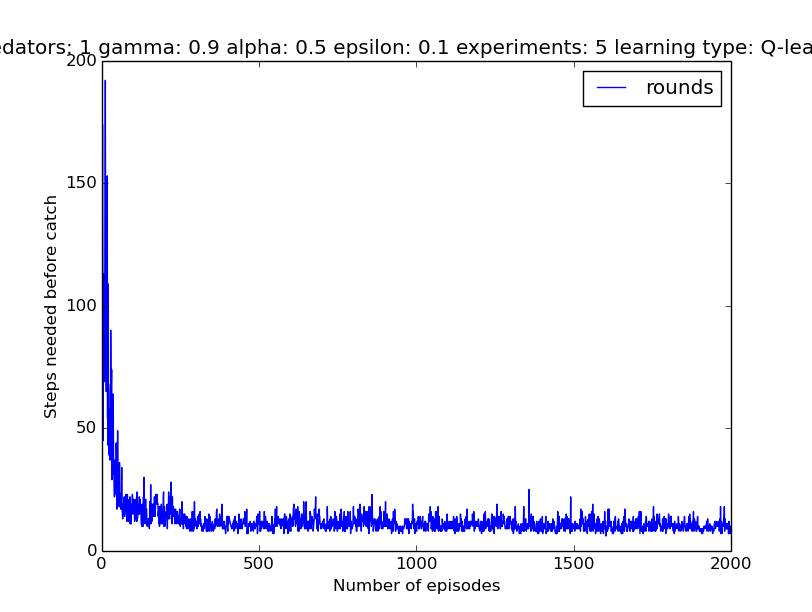 edators: 1 gamma: 0.9 alpha: 0.5 epsilon: 0.1 experiments: 5 learning type: Q-lea
rounds
Steps needed before catch
200
150
100
50
0
0 500 1000 1500 2000
Number of episodes